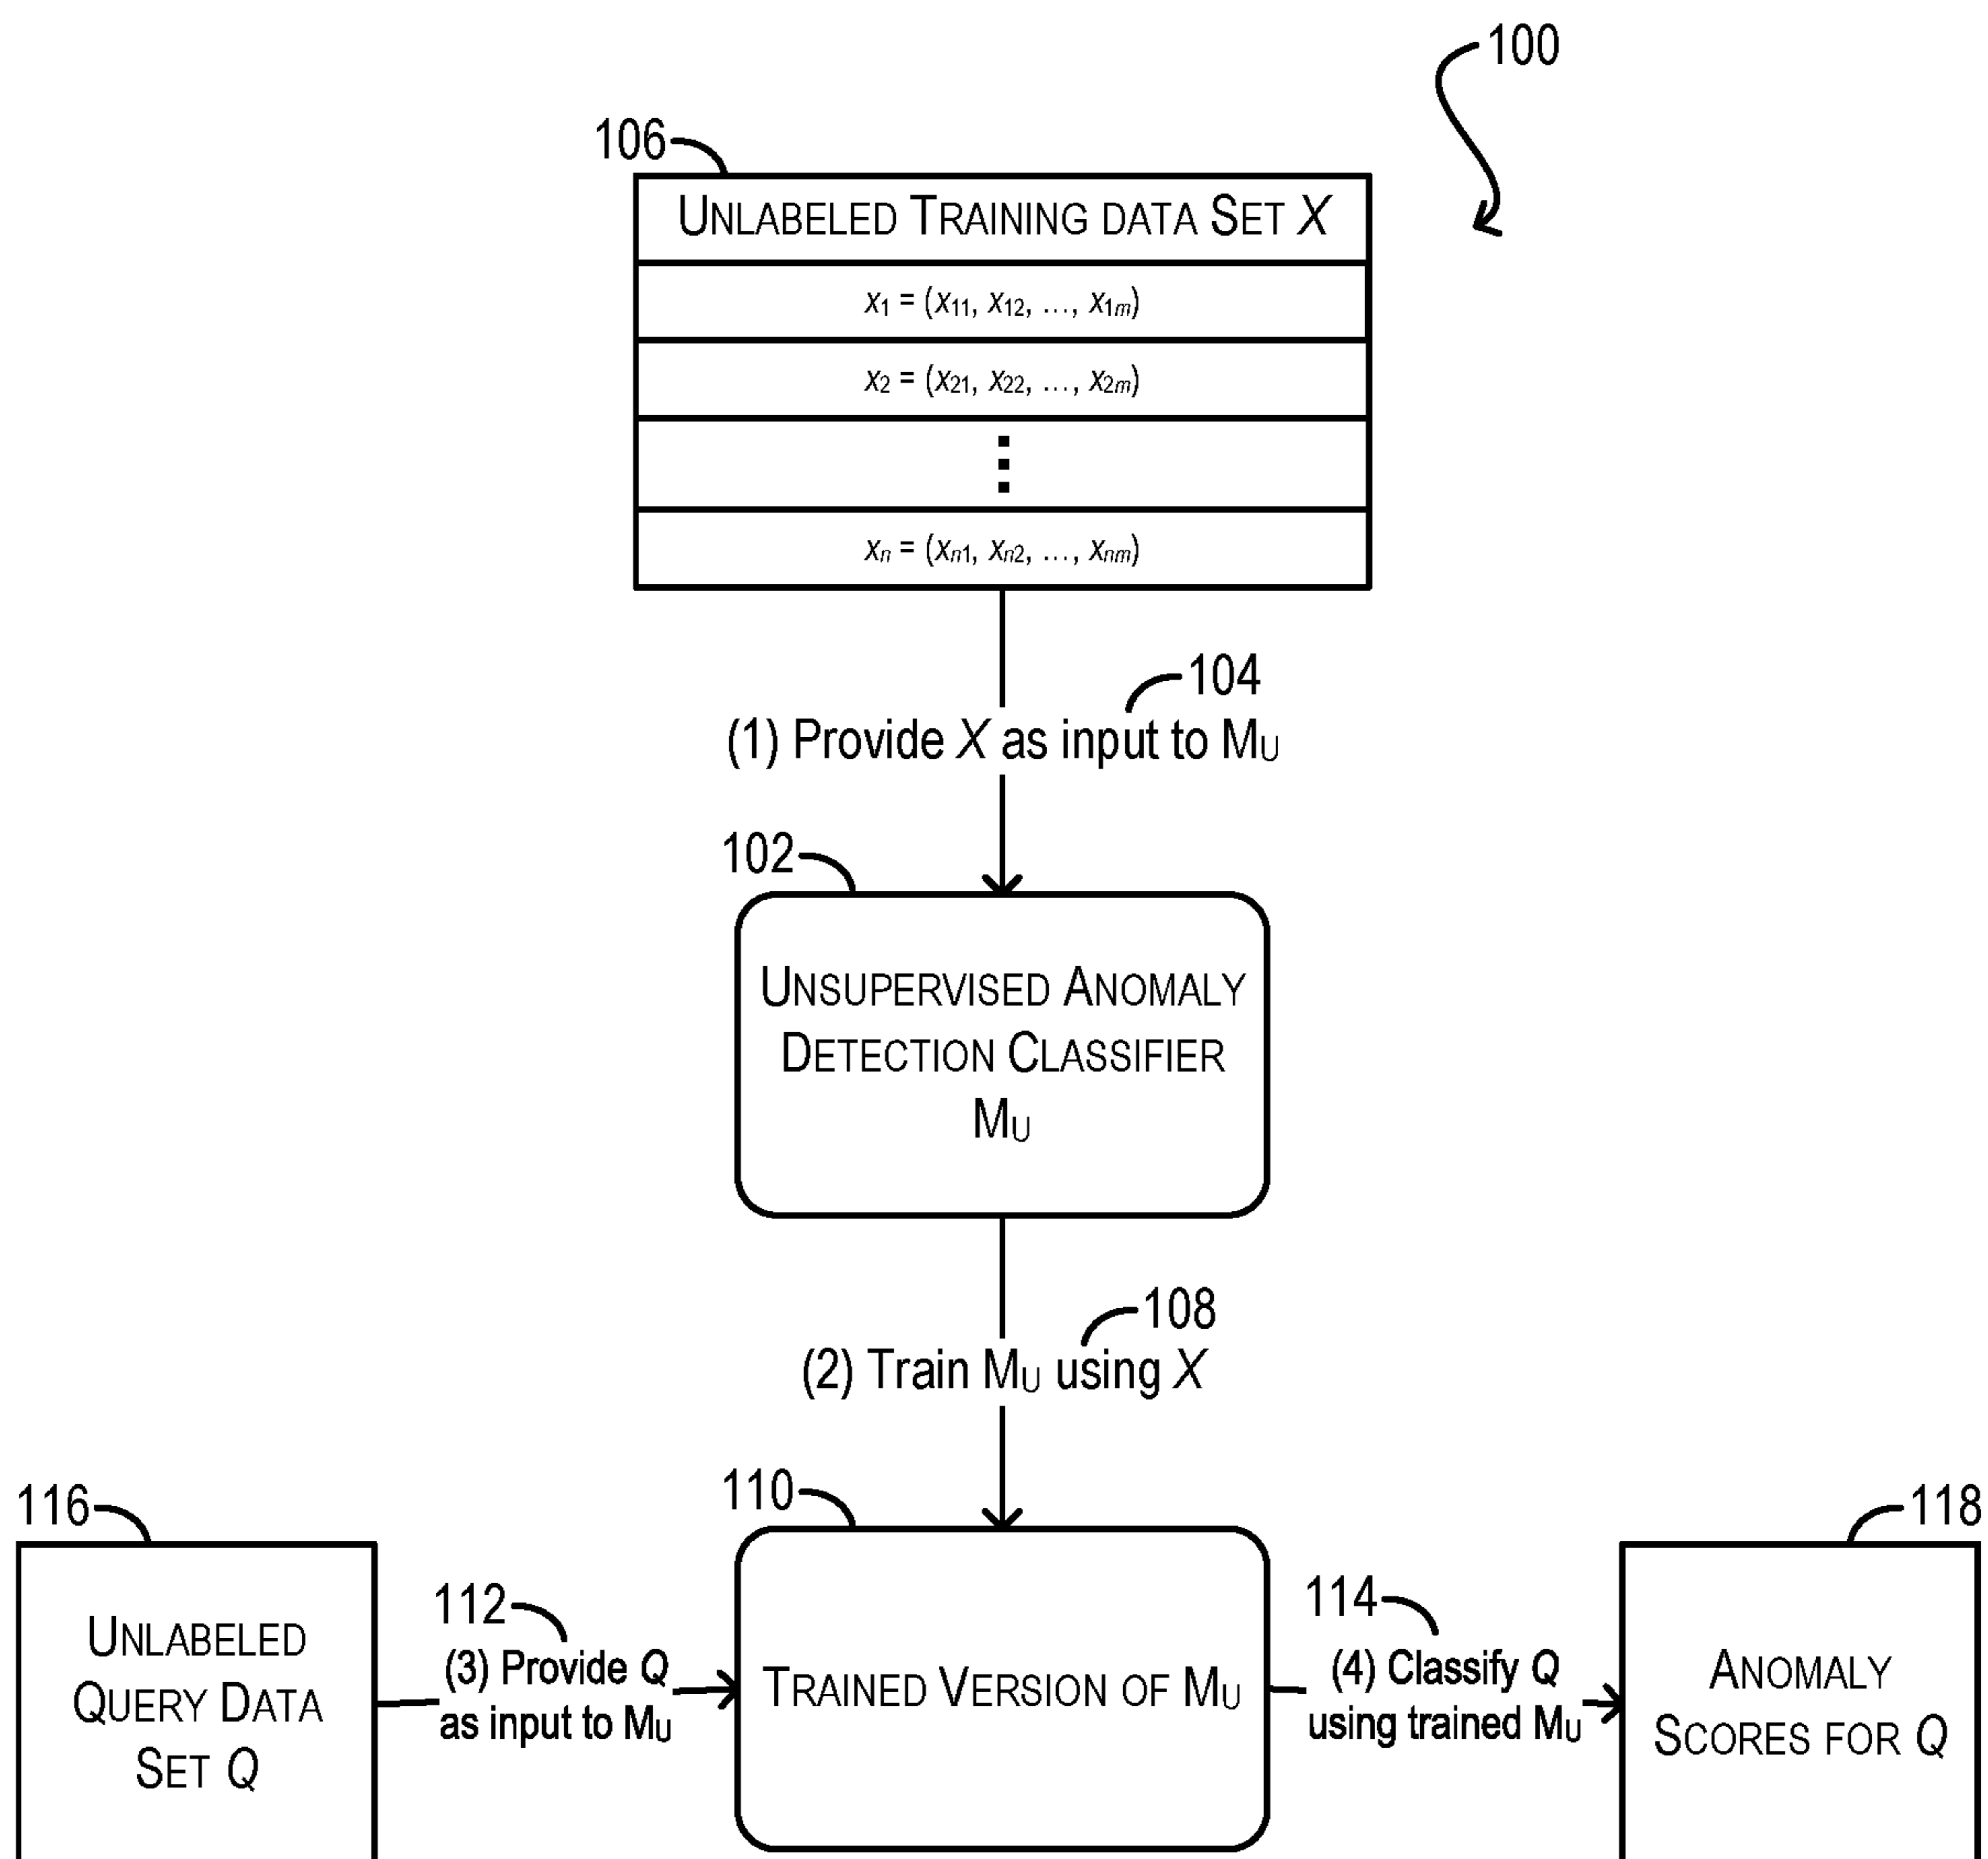 100
106
UNLABELED TRAINING DATA SET X
x1 = (x11, x12, ..., x1m)
x2 = (x21, x22, ..., x2m)
⋮
xn = (xn1, xn2, ..., xnm)
104
(1) Provide X as input to MU
102
UNSUPERVISED ANOMALY
DETECTION CLASSIFIER
MU
108
(2) Train MU using X
116
110
118
UNLABELED
QUERY DATA
SET Q
112
(3) Provide Q
as input to MU
TRAINED VERSION OF MU
114
(4) Classify Q
using trained MU
ANOMALY
SCORES FOR Q